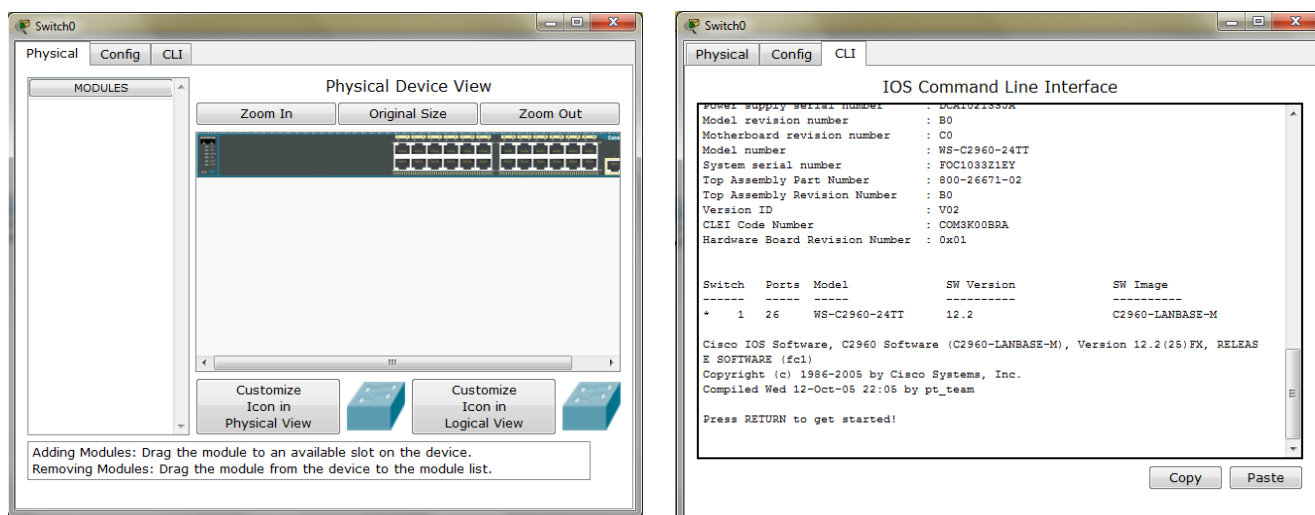 Switch0
Physical Config CLI
MODULES
Physical Device View
Zoom In Original Size Zoom Out
Customize
Icon in
Physical View
Customize
Icon in
Logical View
Adding Modules: Drag the module to an available slot on the device.
Removing Modules: Drag the module from the device to the module list.
Switch0
Physical Config CLI
IOS Command Line Interface
Power supply serial number :
Model revision number : B0
Motherboard revision number : C0
Model number : WS-C2960-24TT
System serial number : FOC1033Z1EY
Top Assembly Part Number : 800-26671-02
Top Assembly Revision Number : B0
Version ID : V02
CLEI Code Number : COM3K00BRA
Hardware Board Revision Number : 0x01
Switch Ports Model SW Version SW Image
------ ----- ----- ---------- ----------
* 1 26 WS-C2960-24TT 12.2 C2960-LANBASE-M
Cisco IOS Software, C2960 Software (C2960-LANBASE-M), Version 12.2(25)FX, RELEAS
E SOFTWARE (fc1)
Copyright (c) 1986-2005 by Cisco Systems, Inc.
Compiled Wed 12-Oct-05 22:05 by pt_team
Press RETURN to get started!
Copy Paste